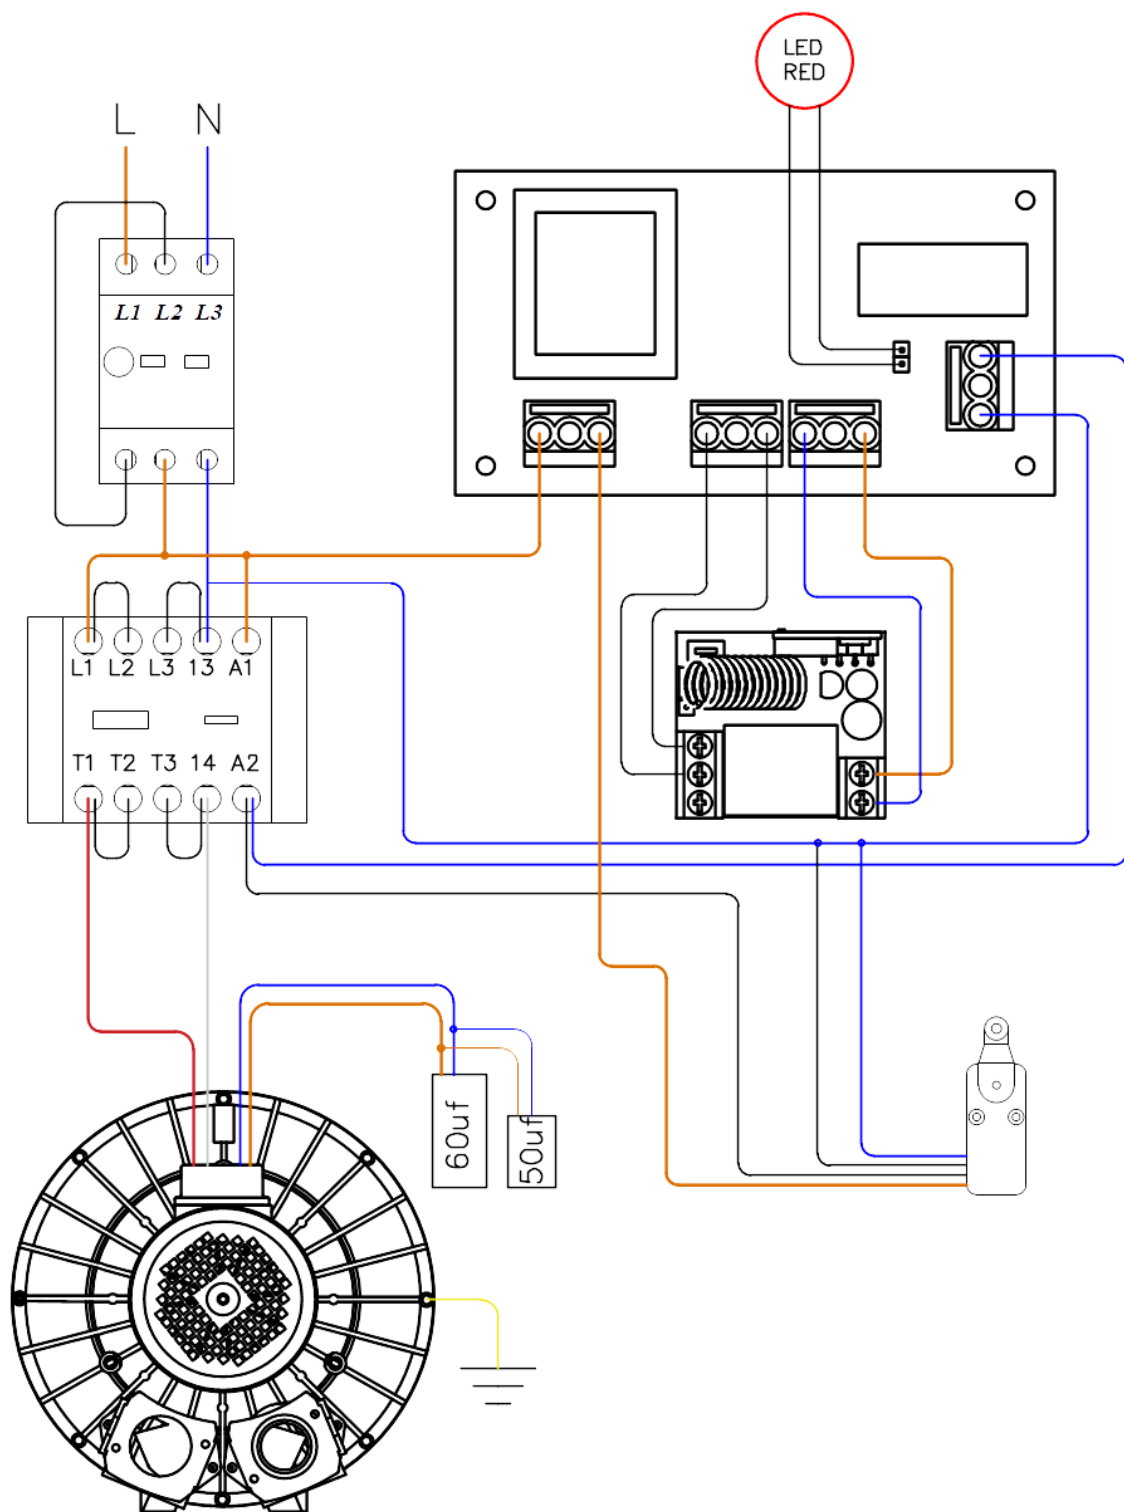 LED
RED
L N
L1 L2 L3
L1 L2 L3 13 A1
T1 T2 T3 14 A2
60uf
50uf